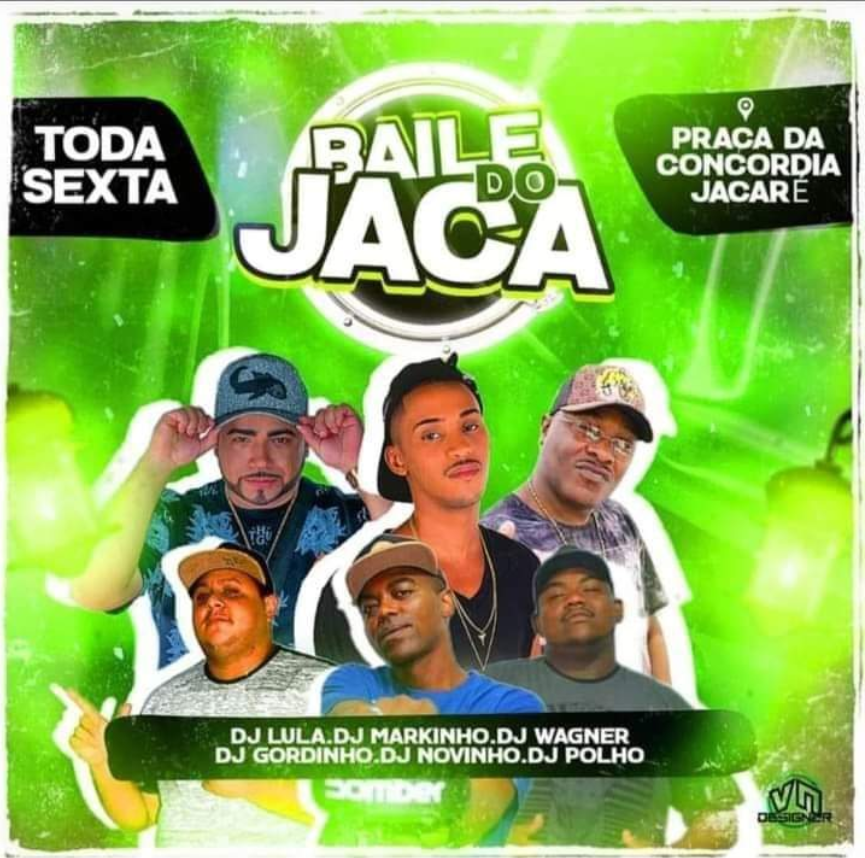 TODA
SEXTA
BAILE
DO
JACA
PRAÇA DA
CONCORDIA
JACARÉ
DJ LULA.DJ MARKINHO.DJ WAGNER
DJ GORDINHO.DJ NOVINHO.DJ POLHO
VN
DESIGNER